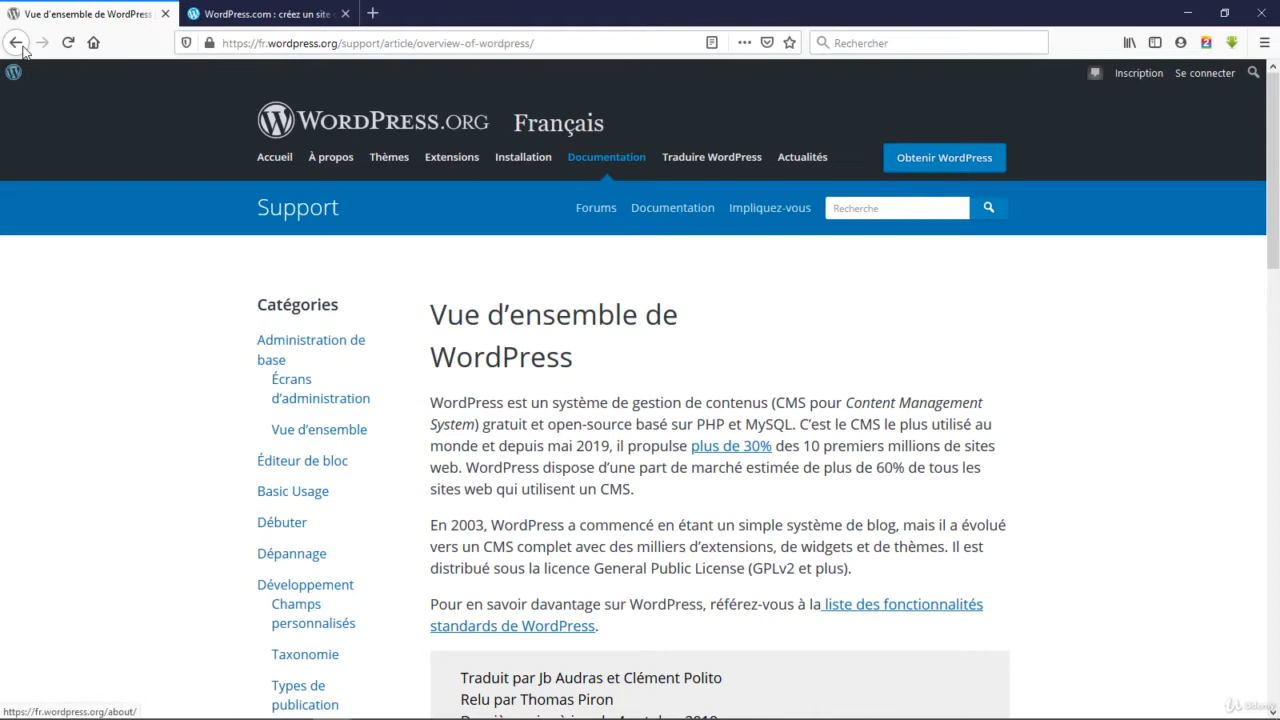 Vue d'ensemble de WordPress
WordPress.com : créez un site
https://fr.wordpress.org/support/article/overview-of-wordpress/
Rechercher
Inscription
Se connecter
WORDPRESS.ORG
Français
Accueil
À propos
Thèmes
Extensions
Installation
Documentation
Traduire WordPress
Actualités
Obtenir WordPress
Support
Forums
Documentation
Impliquez-vous
Recherche
Catégories
Administration de
base
Écrans
d’administration
Vue d’ensemble
Éditeur de bloc
Basic Usage
Débuter
Dépannage
Développement
Champs
personnalisés
Taxonomie
Types de
publication
Vue d’ensemble de
WordPress
WordPress est un système de gestion de contenus (CMS pour Content Management
System) gratuit et open-source basé sur PHP et MySQL. C’est le CMS le plus utilisé au
monde et depuis mai 2019, il propulse plus de 30% des 10 premiers millions de sites
web. WordPress dispose d’une part de marché estimée de plus de 60% de tous les
sites web qui utilisent un CMS.
En 2003, WordPress a commencé en étant un simple système de blog, mais il a évolué
vers un CMS complet avec des milliers d’extensions, de widgets et de thèmes. Il est
distribué sous la licence General Public License (GPLv2 et plus).
Pour en savoir davantage sur WordPress, référez-vous à la liste des fonctionnalités
standards de WordPress.
Traduit par Jb Audras et Clément Polito
Relu par Thomas Piron
https://fr.wordpress.org/about/
Udemy